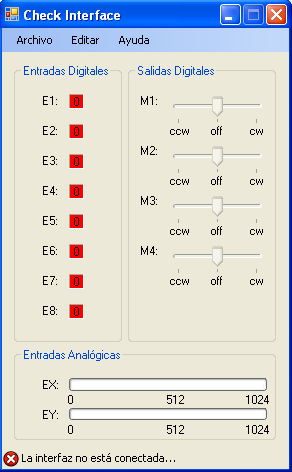 Check Interface
Archivo Editar Ayuda
Entradas Digitales
E1: 0
E2: 0
E3: 0
E4: 0
E5: 0
E6: 0
E7: 0
E8: 0
Salidas Digitales
M1:
ccw off cw
M2:
ccw off cw
M3:
ccw off cw
M4:
ccw off cw
Entradas Analógicas
EX:
0 512 1024
EY:
0 512 1024
La interfaz no está conectada...